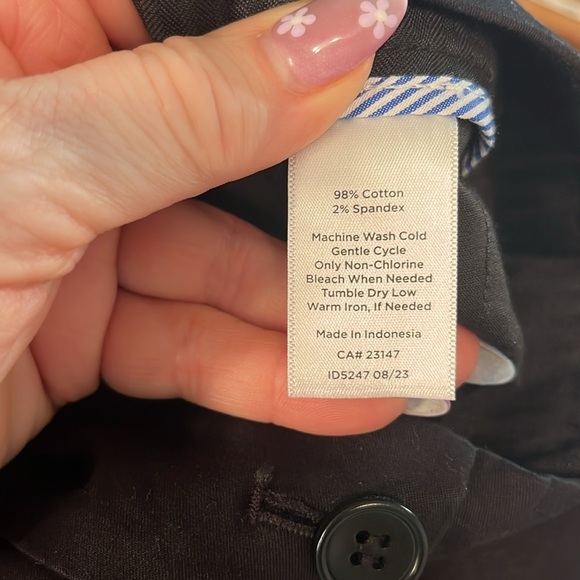 98% Cotton
2% Spandex
Machine Wash Cold
Gentle Cycle
Only Non-Chlorine
Bleach When Needed
Tumble Dry Low
Warm Iron, If Needed
Made In Indonesia
CA# 23147
ID5247 08/23